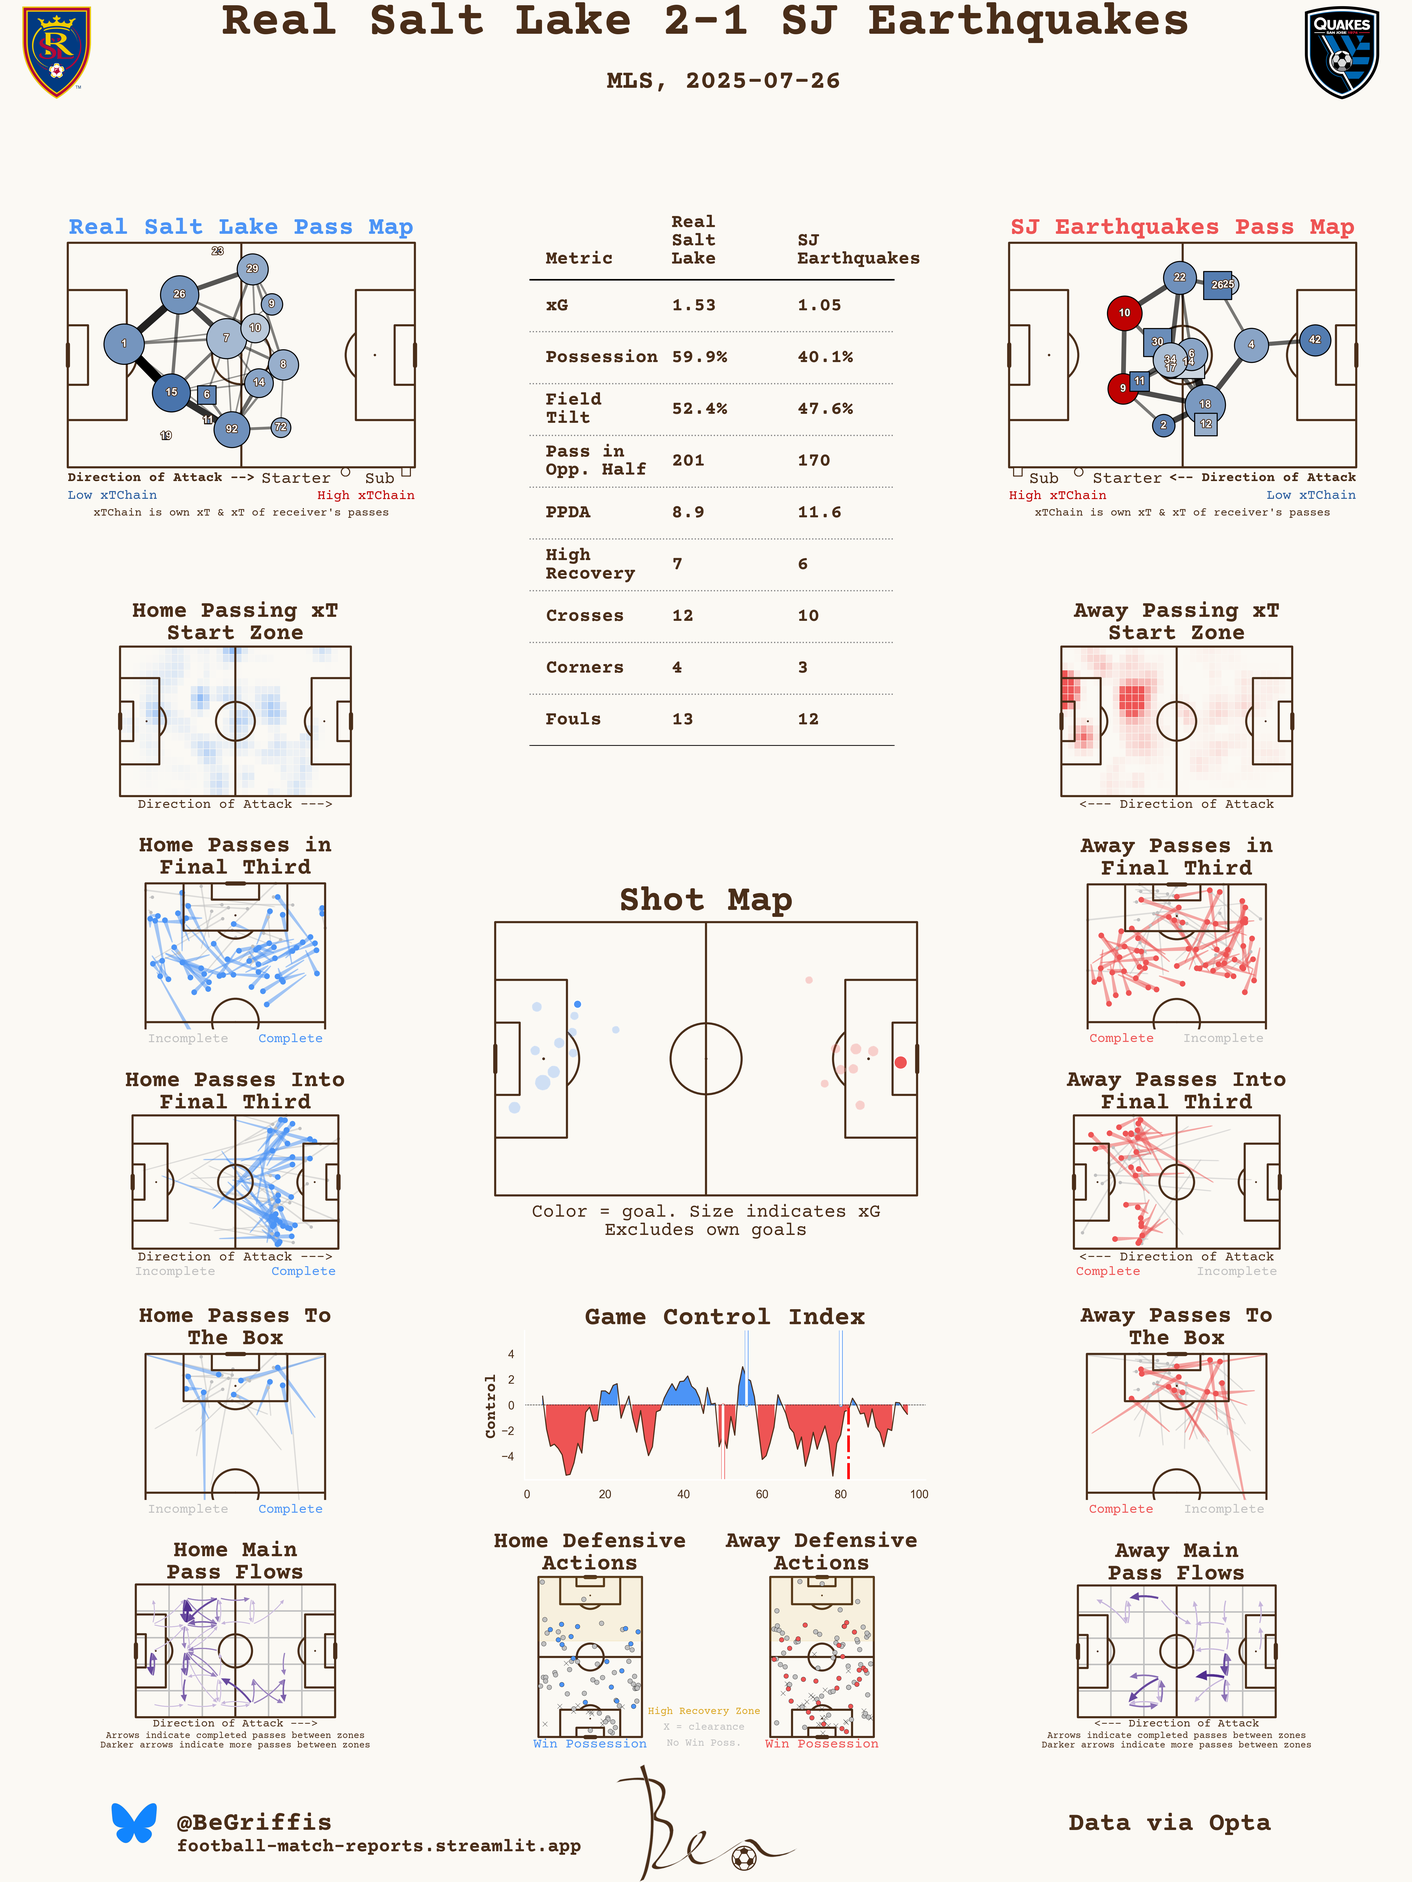 Real Salt Lake 2-1 SJ Earthquakes
MLS, 2025-07-26
QUAKES
SAN JOSE
Real Salt Lake Pass Map
23
29
26
9
10
7
1
8
14
15
6
11
92
72
19
Direction of Attack --> Starter Sub
Low xTChain High xTChain
xTChain is own xT & xT of receiver's passes
Metric Real Salt Lake SJ Earthquakes
xG 1.53 1.05
Possession 59.9% 40.1%
Field Tilt 52.4% 47.6%
Pass in Opp. Half 201 170
PPDA 8.9 11.6
High Recovery 7 6
Crosses 12 10
Corners 4 3
Fouls 13 12
SJ Earthquakes Pass Map
22
26
25
10
30
6
4
42
34
14
17
11
9
18
2
12
Sub Starter <-- Direction of Attack
High xTChain Low xTChain
xTChain is own xT & xT of receiver's passes
Home Passing xT
Start Zone
Direction of Attack --->
Away Passing xT
Start Zone
<--- Direction of Attack
Home Passes in
Final Third
Incomplete Complete
Away Passes in
Final Third
Complete Incomplete
Shot Map
Color = goal. Size indicates xG
Excludes own goals
Home Passes Into
Final Third
Direction of Attack --->
Incomplete Complete
Away Passes Into
Final Third
<--- Direction of Attack
Complete Incomplete
Home Passes To
The Box
Incomplete Complete
Game Control Index
Control
4
2
0
−2
−4
0 20 40 60 80 100
Away Passes To
The Box
Complete Incomplete
Home Main
Pass Flows
Direction of Attack --->
Arrows indicate completed passes between zones
Darker arrows indicate more passes between zones
Home Defensive
Actions
Win Possession
High Recovery Zone
X = clearance
No Win Poss.
Away Defensive
Actions
Win Possession
Away Main
Pass Flows
<--- Direction of Attack
Arrows indicate completed passes between zones
Darker arrows indicate more passes between zones
@BeGriffis
football-match-reports.streamlit.app
Ben
Data via Opta